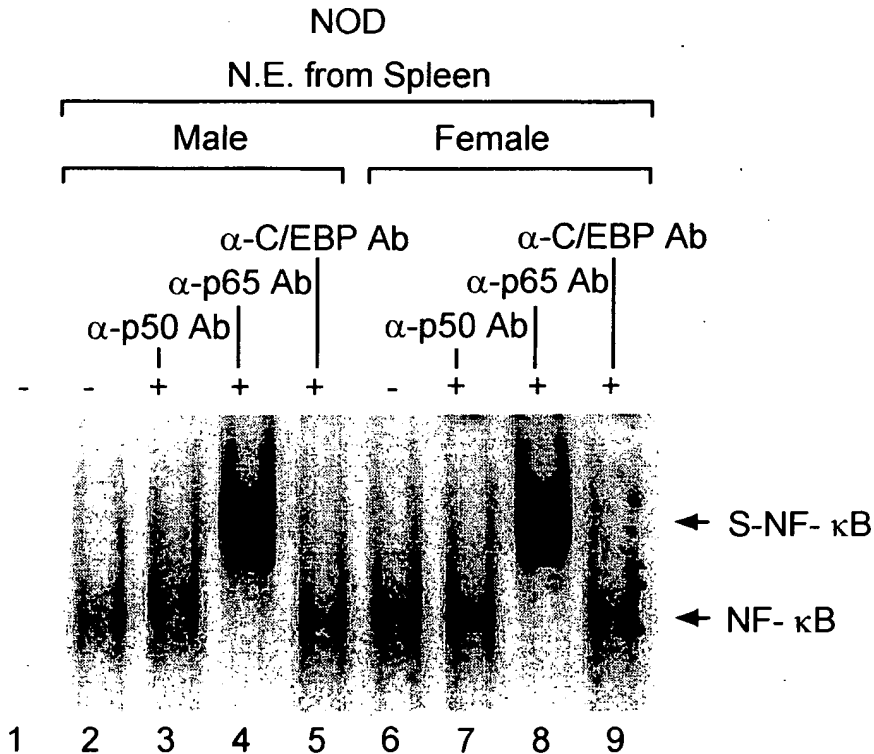 NOD
N.E. from Spleen
Male Female
α-C/EBP Ab α-C/EBP Ab
α-p65 Ab α-p65 Ab
α-p50 Ab α-p50 Ab
- - + + + - + + +
S-NF- κB
NF- κB
1 2 3 4 5 6 7 8 9